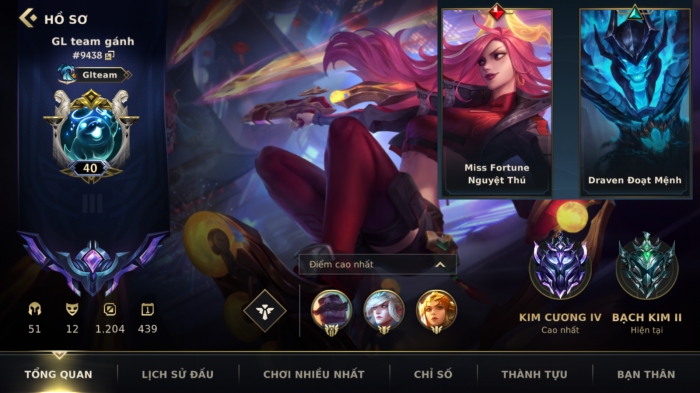 HỒ SƠ
GL team gánh
#9438
Glteam
40
Miss Fortune
Nguyệt Thú
Draven Đoạt Mệnh
Điểm cao nhất
51
12
1.204
439
KIM CƯƠNG IV
Cao nhất
BẠCH KIM II
Hiện tại
TỔNG QUAN
LỊCH SỬ ĐẤU
CHƠI NHIỀU NHẤT
CHỈ SỐ
THÀNH TỰU
BẠN THÂN